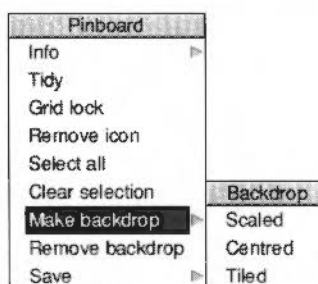 Pinboard
Info
Tidy
Grid lock
Remove icon
Select all
Clear selection
Make backdrop
Remove backdrop
Save
Backdrop
Scaled
Centred
Tiled